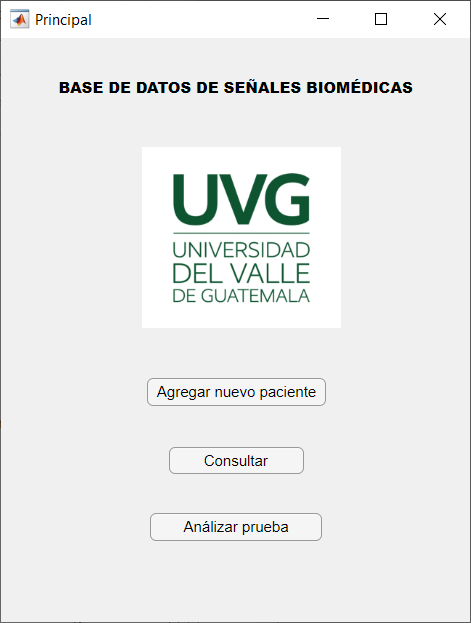 Principal
BASE DE DATOS DE SEÑALES BIOMÉDICAS
UVG
UNIVERSIDAD
DEL VALLE
DE GUATEMALA
Agregar nuevo paciente
Consultar
Análizar prueba